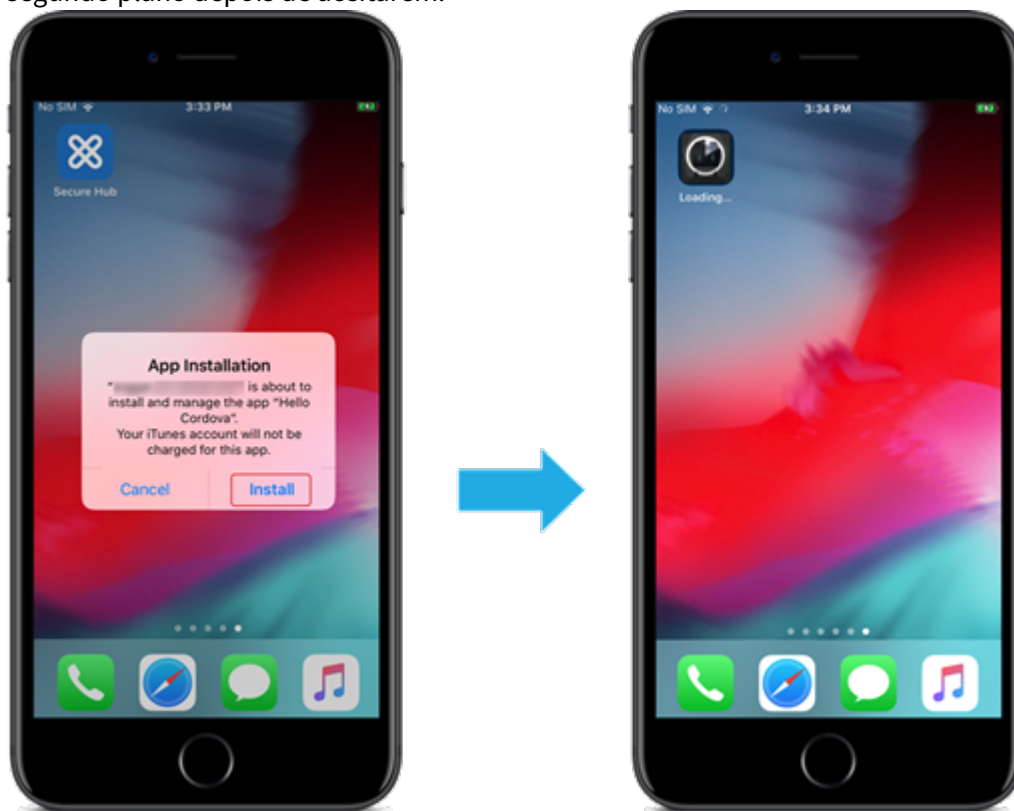 segundo plano depois de aceitarem.
No SIM 3:33 PM
Secure Hub
App Installation
" is about to
install and manage the app "Hello
Cordova".
Your iTunes account will not be
charged for this app.
Cancel Install
No SIM 3:34 PM
Loading...